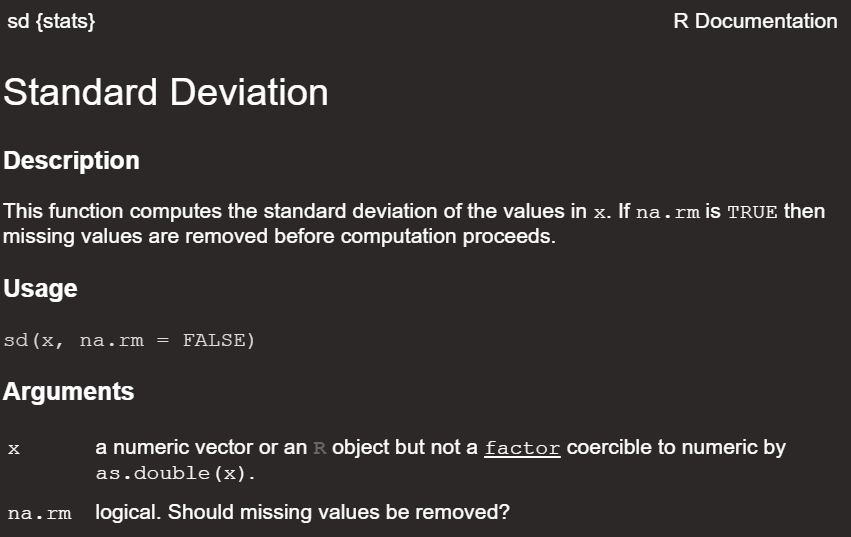 sd {stats}
R Documentation
Standard Deviation
Description
This function computes the standard deviation of the values in x. If na.rm is TRUE then
missing values are removed before computation proceeds.
Usage
sd(x, na.rm = FALSE)
Arguments
x a numeric vector or an R object but not a factor coercible to numeric by
as.double(x).
na.rm logical. Should missing values be removed?